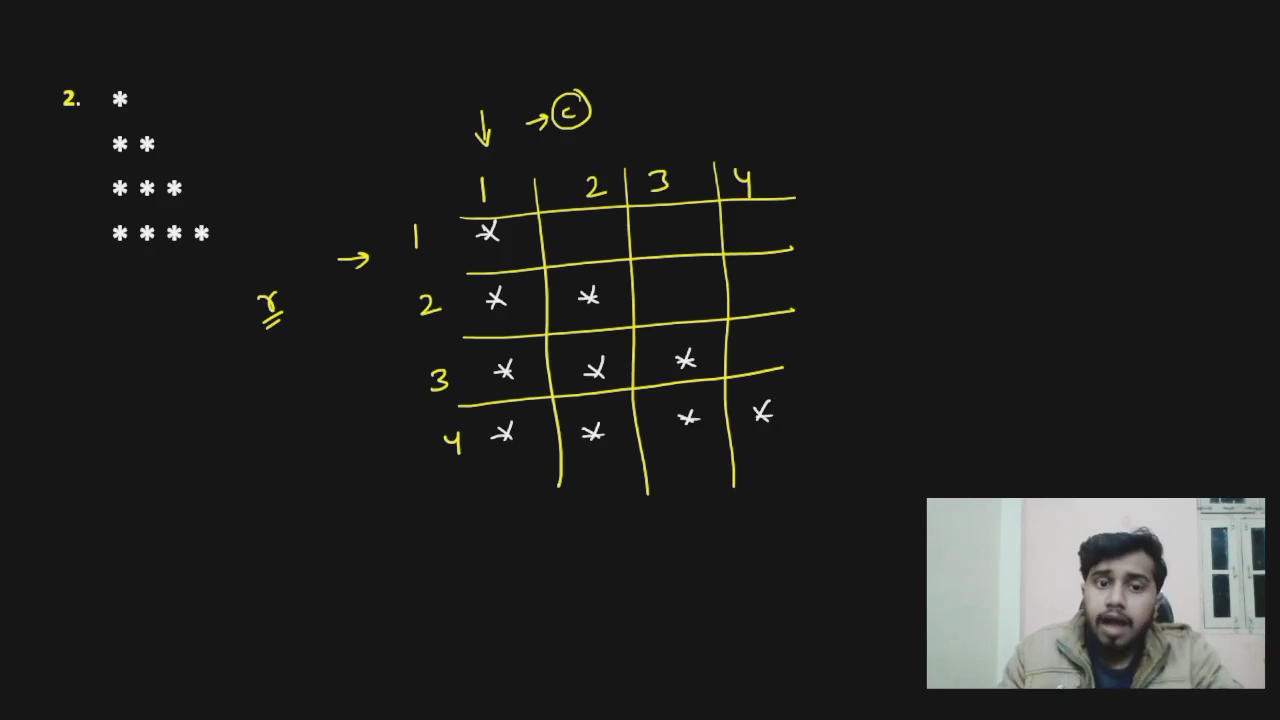 2. *
* *
* * *
* * * *
→ c
1 2 3 4
1 *
2 * *
r
3 * * *
4 * * * *